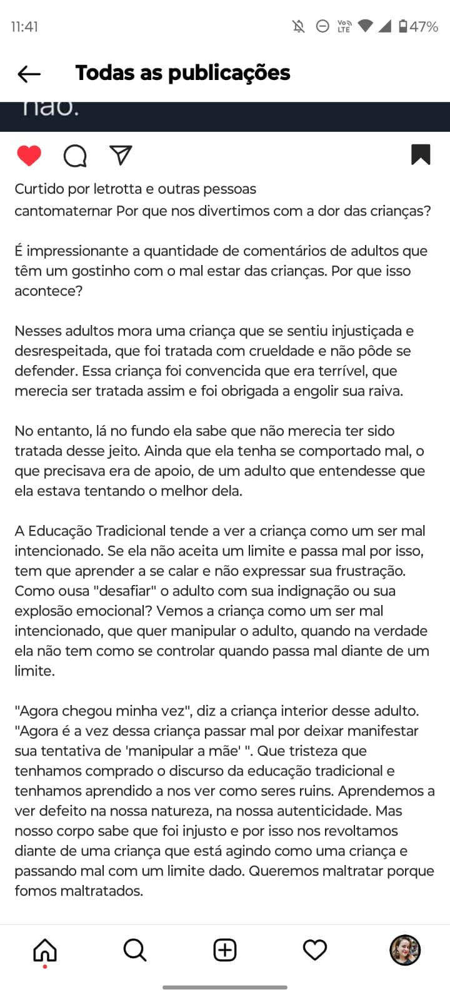 11:41
Vo))
LTE
47%
Todas as publicações
não.
Curtido por letrotta e outras pessoas
cantomaternar Por que nos divertimos com a dor das crianças?
É impressionante a quantidade de comentários de adultos que
têm um gostinho com o mal estar das crianças. Por que isso
acontece?
Nesses adultos mora uma criança que se sentiu injustiçada e
desrespeitada, que foi tratada com crueldade e não pôde se
defender. Essa criança foi convencida que era terrível, que
merecia ser tratada assim e foi obrigada a engolir sua raiva.
No entanto, lá no fundo ela sabe que não merecia ter sido
tratada desse jeito. Ainda que ela tenha se comportado mal, o
que precisava era de apoio, de um adulto que entendesse que
ela estava tentando o melhor dela.
A Educação Tradicional tende a ver a criança como um ser mal
intencionado. Se ela não aceita um limite e passa mal por isso,
tem que aprender a se calar e não expressar sua frustração.
Como ousa "desafiar" o adulto com sua indignação ou sua
explosão emocional? Vemos a criança como um ser mal
intencionado, que quer manipular o adulto, quando na verdade
ela não tem como se controlar quando passa mal diante de um
limite.
"Agora chegou minha vez", diz a criança interior desse adulto.
"Agora é a vez dessa criança passar mal por deixar manifestar
sua tentativa de 'manipular a mãe' ". Que tristeza que
tenhamos comprado o discurso da educação tradicional e
tenhamos aprendido a nos ver como seres ruins. Aprendemos a
ver defeito na nossa natureza, na nossa autenticidade. Mas
nosso corpo sabe que foi injusto e por isso nos revoltamos
diante de uma criança que está agindo como uma criança e
passando mal com um limite dado. Queremos maltratar porque
fomos maltratados.